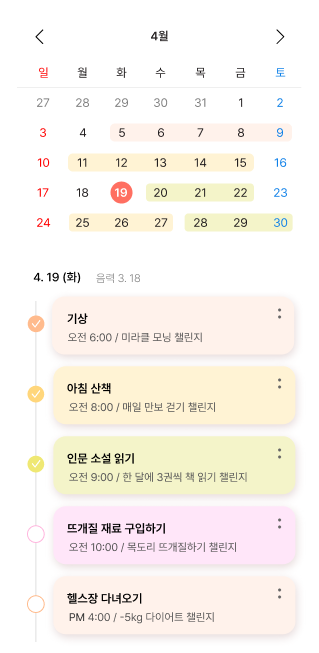 4월
일 월 화 수 목 금 토
27 28 29 30 31 1 2
3 4 5 6 7 8 9
10 11 12 13 14 15 16
17 18 19 20 21 22 23
24 25 26 27 28 29 30
4. 19 (화) 음력 3. 18
기상
오전 6:00 / 미라클 모닝 챌린지
아침 산책
오전 8:00 / 매일 만보 걷기 챌린지
인문 소설 읽기
오전 9:00 / 한 달에 3권씩 책 읽기 챌린지
뜨개질 재료 구입하기
오전 10:00 / 목도리 뜨개질하기 챌린지
헬스장 다녀오기
PM 4:00 / -5kg 다이어트 챌린지